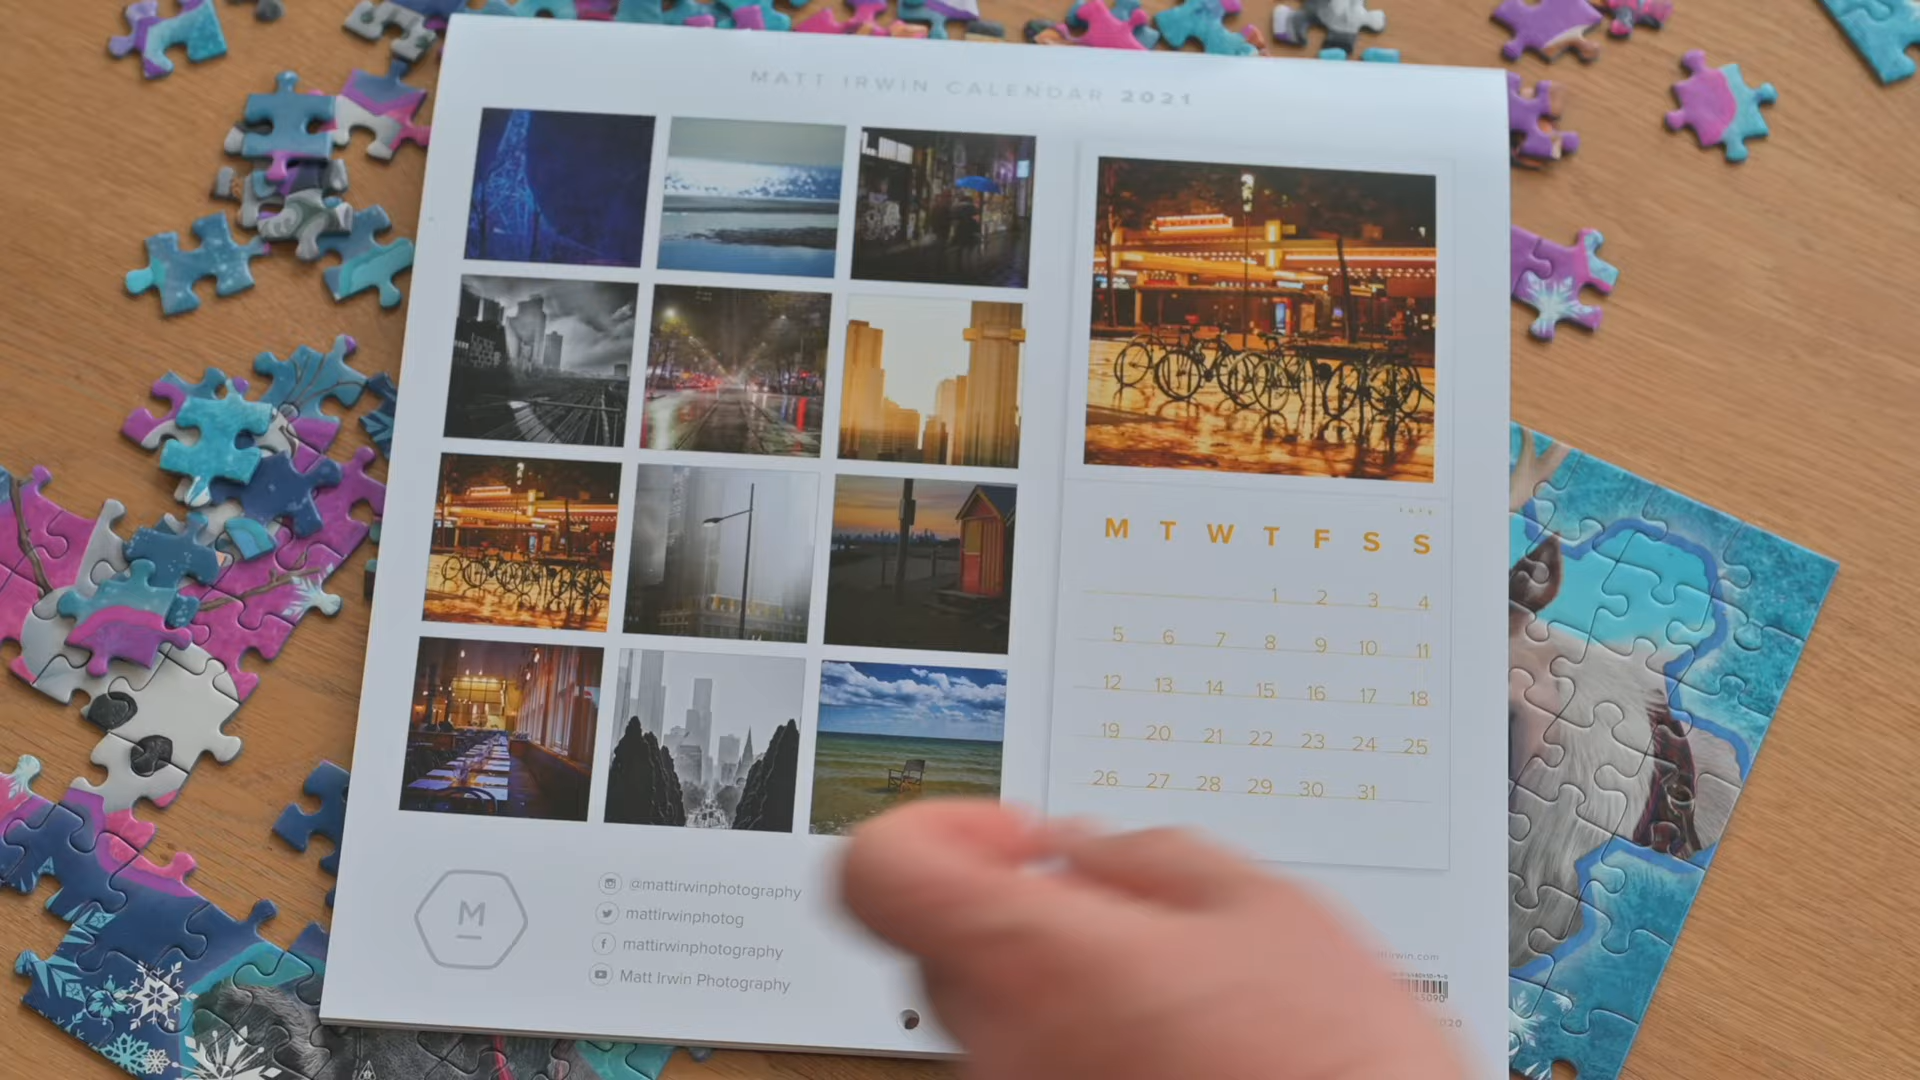 MATT IRWIN CALENDAR 2021
JULY
M T W T F S S
1 2 3 4
5 6 7 8 9 10 11
12 13 14 15 16 17 18
19 20 21 22 23 24 25
26 27 28 29 30 31
M
@mattirwinphotography
mattirwinphotog
mattirwinphotography
Matt Irwin Photography